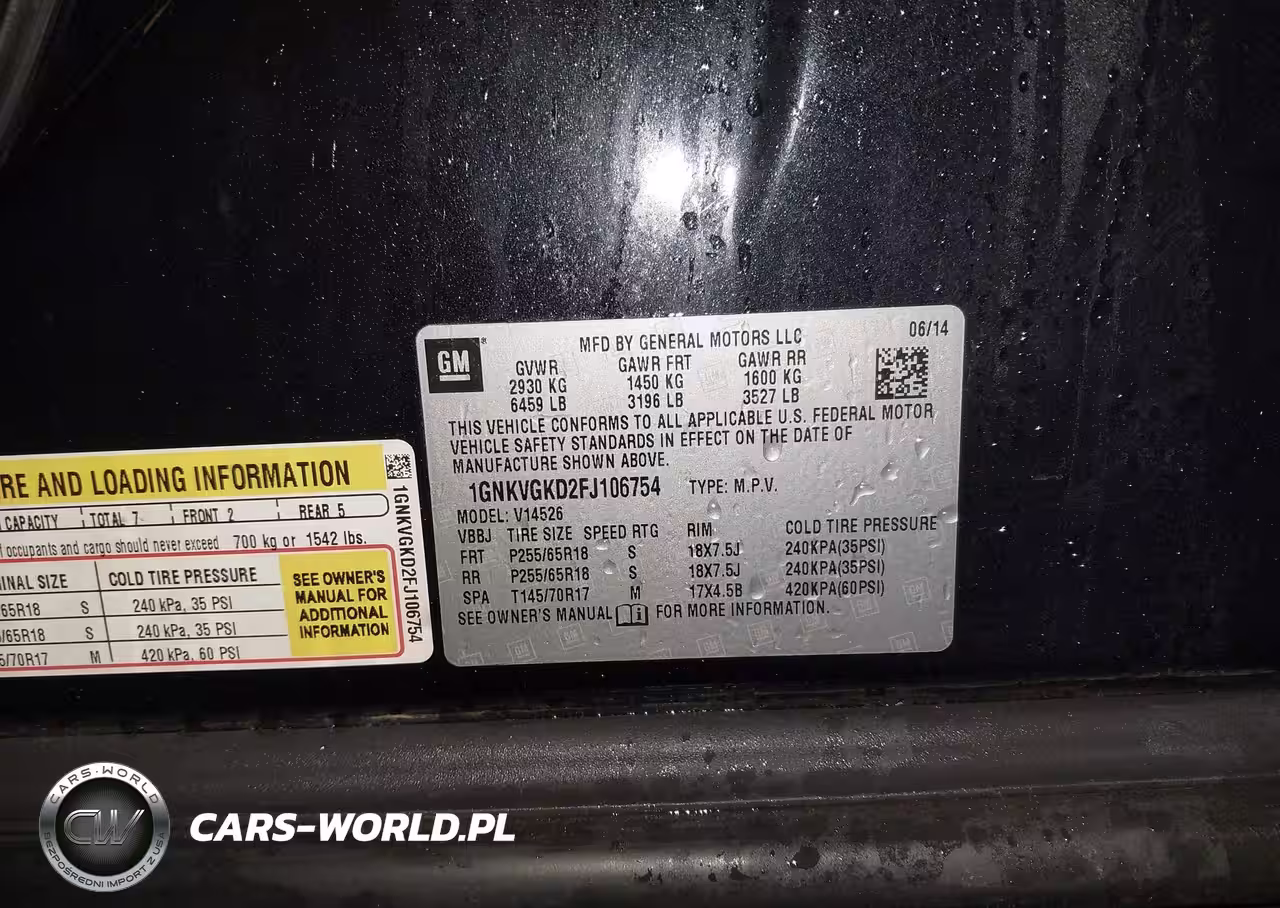 GM
MFD BY GENERAL MOTORS LLC
06/14
GVWR GAWR FRT GAWR RR
2930 KG 1450 KG 1600 KG
6459 LB 3196 LB 3527 LB
THIS VEHICLE CONFORMS TO ALL APPLICABLE U.S. FEDERAL MOTOR
VEHICLE SAFETY STANDARDS IN EFFECT ON THE DATE OF
MANUFACTURE SHOWN ABOVE.
1GNKVGKD2FJ106754 TYPE: M.P.V.
MODEL: V14526
VBBJ TIRE SIZE SPEED RTG RIM COLD TIRE PRESSURE
FRT P255/65R18 S 18X7.5J 240KPA(35PSI)
RR P255/65R18 S 18X7.5J 240KPA(35PSI)
SPA T145/70R17 M 17X4.5B 420KPA(60PSI)
SEE OWNER'S MANUAL FOR MORE INFORMATION.
RE AND LOADING INFORMATION
CAPACITY TOTAL 7 FRONT 2 REAR 5
occupants and cargo should never exceed 700 kg or 1542 lbs.
INAL SIZE COLD TIRE PRESSURE
65R18 S 240 kPa, 35 PSI
/65R18 S 240 kPa, 35 PSI
5/70R17 M 420 kPa, 60 PSI
SEE OWNER'S
MANUAL FOR
ADDITIONAL
INFORMATION
1GNKVGKD2FJ106754
CARS-WORLD
CW
BEZPOŚREDNI IMPORT Z USA
CARS-WORLD.PL